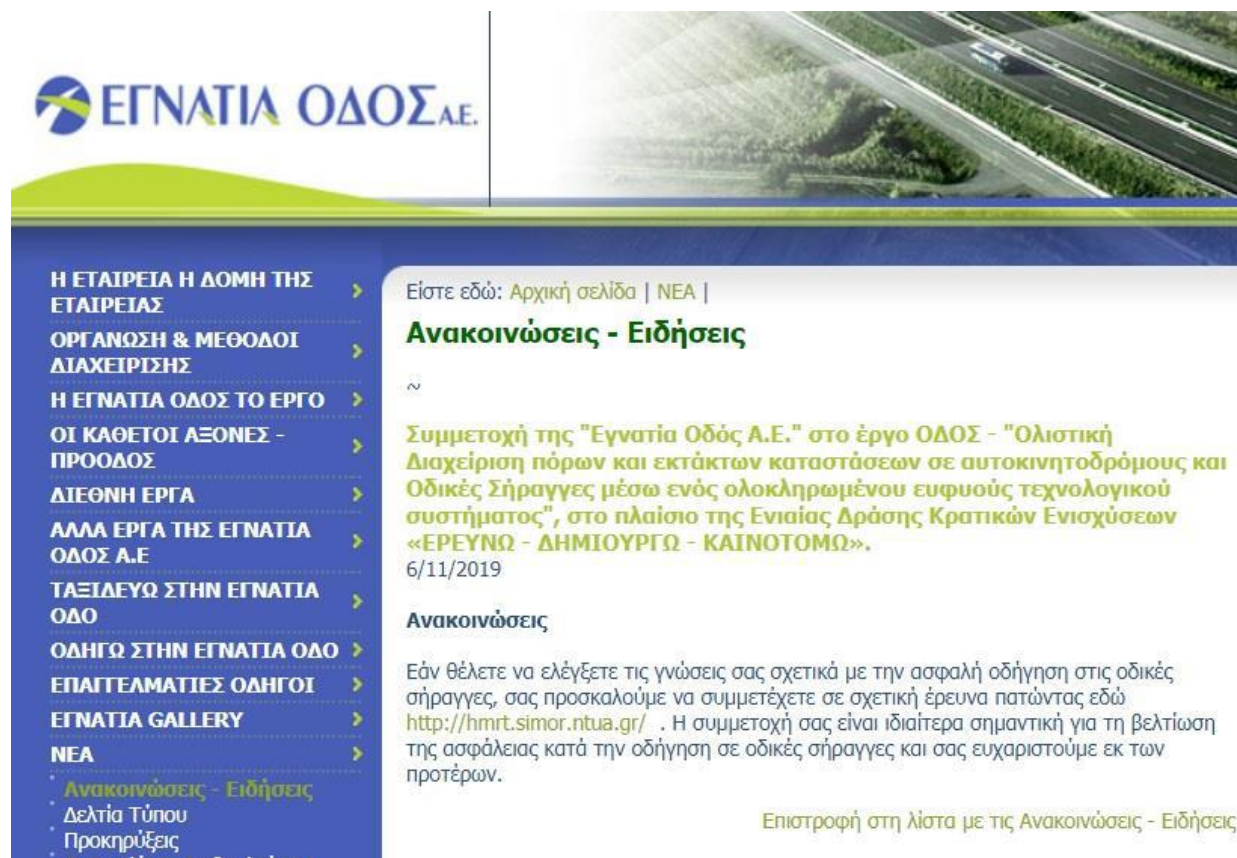 ΕΓΝΑΤΙΑ ΟΔΟΣ Α.Ε.
Η ΕΤΑΙΡΕΙΑ Η ΔΟΜΗ ΤΗΣ
ΕΤΑΙΡΕΙΑΣ
ΟΡΓΑΝΩΣΗ & ΜΕΘΟΔΟΙ
ΔΙΑΧΕΙΡΙΣΗΣ
Η ΕΓΝΑΤΙΑ ΟΔΟΣ ΤΟ ΕΡΓΟ
ΟΙ ΚΑΘΕΤΟΙ ΑΞΟΝΕΣ -
ΠΡΟΟΔΟΣ
ΔΙΕΘΝΗ ΕΡΓΑ
ΑΛΛΑ ΕΡΓΑ ΤΗΣ ΕΓΝΑΤΙΑ
ΟΔΟΣ Α.Ε
ΤΑΞΙΔΕΥΩ ΣΤΗΝ ΕΓΝΑΤΙΑ
ΟΔΟ
ΟΔΗΓΩ ΣΤΗΝ ΕΓΝΑΤΙΑ ΟΔΟ
ΕΠΑΓΓΕΛΜΑΤΙΕΣ ΟΔΗΓΟΙ
ΕΓΝΑΤΙΑ GALLERY
ΝΕΑ
Ανακοινώσεις - Ειδήσεις
Δελτία Τύπου
Προκηρύξεις
Είστε εδώ: Αρχική σελίδα | ΝΕΑ |
Ανακοινώσεις - Ειδήσεις
~
Συμμετοχή της "Εγνατία Οδός Α.Ε." στο έργο ΟΔΟΣ - "Ολιστική
Διαχείριση πόρων και εκτάκτων καταστάσεων σε αυτοκινητοδρόμους και
Οδικές Σήραγγες μέσω ενός ολοκληρωμένου ευφυούς τεχνολογικού
συστήματος", στο πλαίσιο της Ενιαίας Δράσης Κρατικών Ενισχύσεων
«ΕΡΕΥΝΩ - ΔΗΜΙΟΥΡΓΩ - ΚΑΙΝΟΤΟΜΩ».
6/11/2019
Ανακοινώσεις
Εάν θέλετε να ελέγξετε τις γνώσεις σας σχετικά με την ασφαλή οδήγηση στις οδικές
σήραγγες, σας προσκαλούμε να συμμετέχετε σε σχετική έρευνα πατώντας εδώ
http://hmrt.simor.ntua.gr/ . Η συμμετοχή σας είναι ιδιαίτερα σημαντική για τη βελτίωση
της ασφάλειας κατά την οδήγηση σε οδικές σήραγγες και σας ευχαριστούμε εκ των
προτέρων.
Επιστροφή στη λίστα με τις Ανακοινώσεις - Ειδήσεις